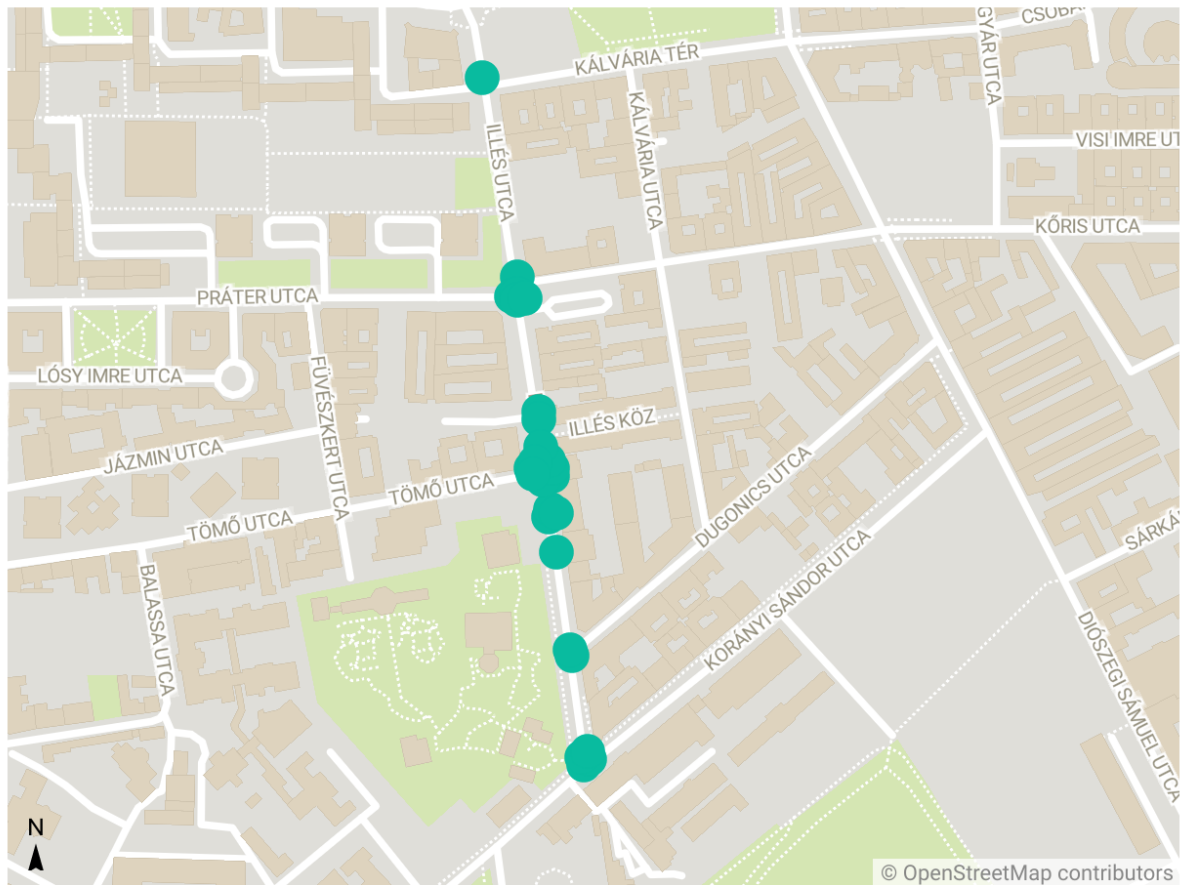 CSOBÁ
KÁLVÁRIA TÉR
GYÁR UTCA
ILLÉS UTCA
KÁLVÁRIA UTCA
VISI IMRE UT
KŐRIS UTCA
PRÁTER UTCA
LÓSY IMRE UTCA
FÜVÉSZKERT UTCA
ILLÉS KÖZ
JÁZMIN UTCA
TÖMŐ UTCA
DUGONICS UTCA
TÖMŐ UTCA
SÁRKÁ
BALASSA UTCA
KORÁNYI SÁNDOR UTCA
DIÓSZEGI SÁMUEL UTCA
N
© OpenStreetMap contributors